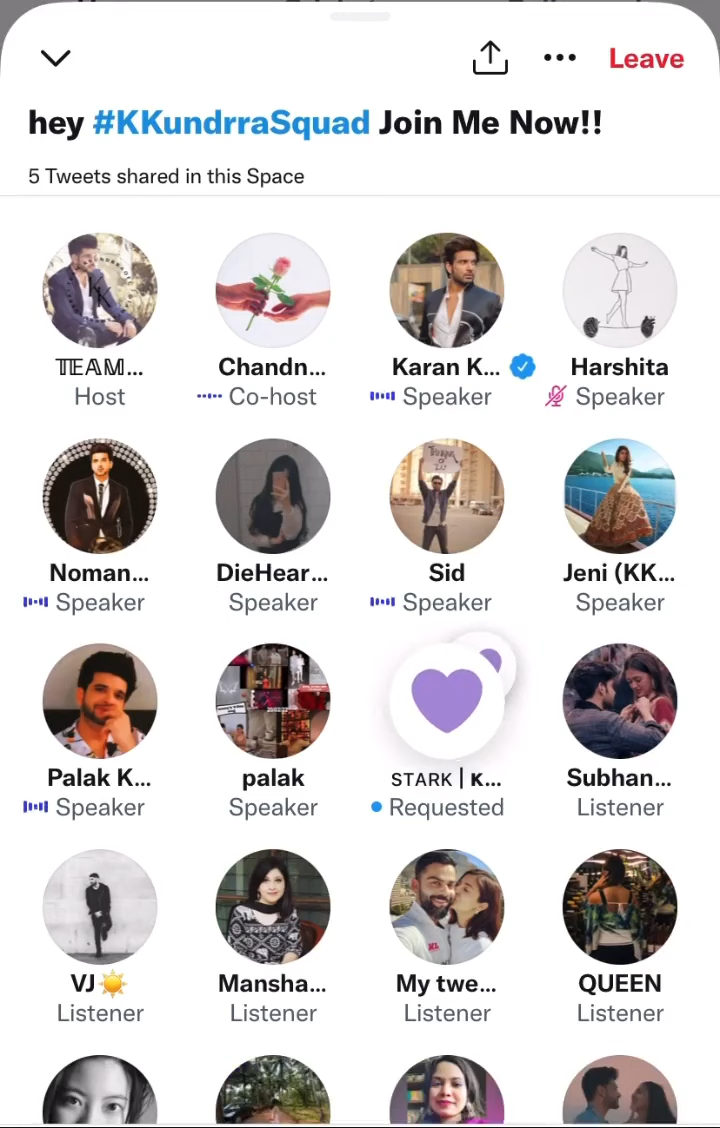 Leave
hey #KKundrraSquad Join Me Now!!
5 Tweets shared in this Space
𝕋𝔼𝔸𝕄... Chandn... Karan K... Harshita
Host Co-host Speaker Speaker
Noman... DieHear... Sid Jeni (KK...
Speaker Speaker Speaker Speaker
Palak K... palak ꜱᴛᴀʀᴋ | ᴋ... Subhan...
Speaker Speaker Requested Listener
VJ☀️ Mansha... My twe... QUEEN
Listener Listener Listener Listener